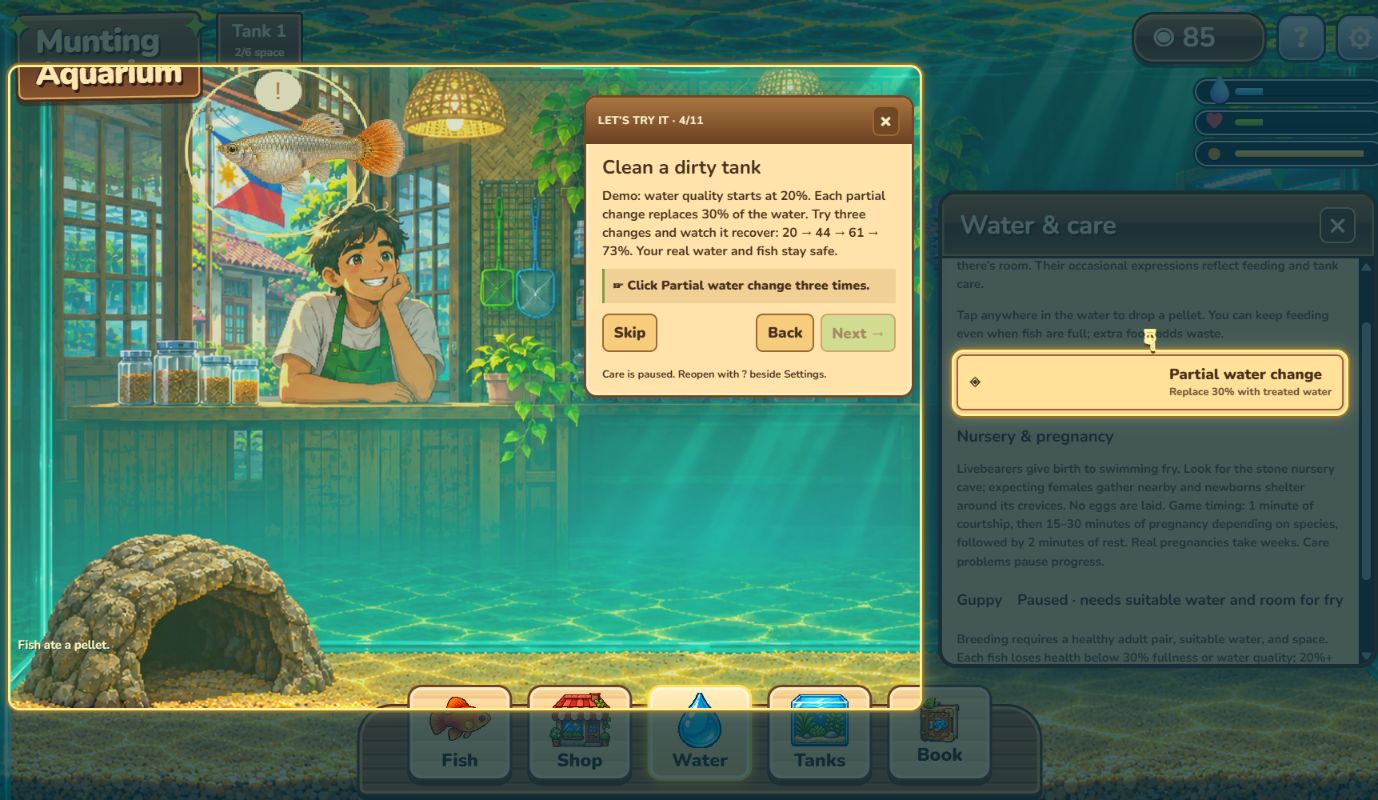 Munting
Aquarium
Tank 1
2/6 space
85
?
!
LET'S TRY IT · 4/11
Clean a dirty tank
Demo: water quality starts at 20%. Each partial
change replaces 30% of the water. Try three
changes and watch it recover: 20 → 44 → 61 →
73%. Your real water and fish stay safe.
☛ Click Partial water change three times.
Skip
Back
Next →
Care is paused. Reopen with ? beside Settings.
Water & care
there's room. Their occasional expressions reflect feeding and tank
care.
Tap anywhere in the water to drop a pellet. You can keep feeding
even when fish are full; extra food adds waste.
Partial water change
Replace 30% with treated water
Nursery & pregnancy
Livebearers give birth to swimming fry. Look for the stone nursery
cave; expecting females gather nearby and newborns shelter
around its crevices. No eggs are laid. Game timing: 1 minute of
courtship, then 15–30 minutes of pregnancy depending on species,
followed by 2 minutes of rest. Real pregnancies take weeks. Care
problems pause progress.
Guppy Paused · needs suitable water and room for fry
Breeding requires a healthy adult pair, suitable water, and space.
Each fish loses health below 30% fullness or water quality; 20%+
Fish ate a pellet.
Fish
Shop
Water
Tanks
Book